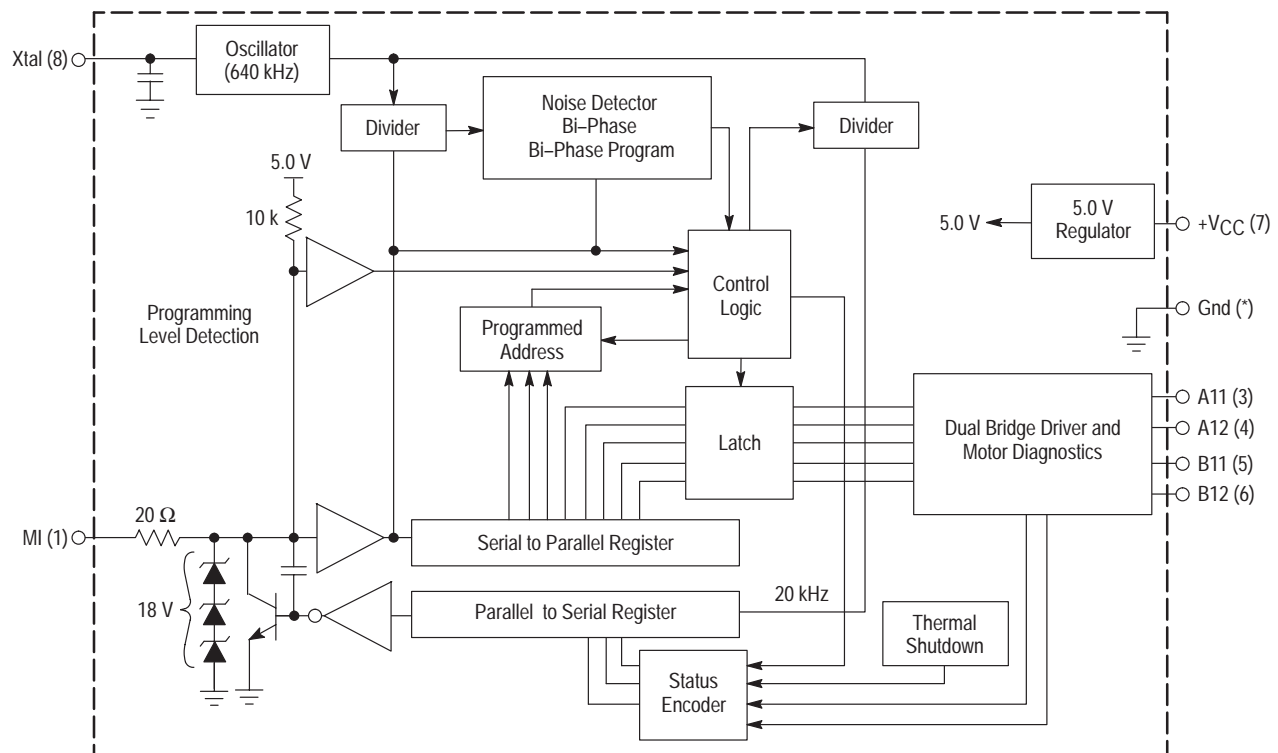 Xtal (8)
Oscillator
(640 kHz)
Divider
Noise Detector
Bi–Phase
Bi–Phase Program
Divider
5.0 V
10 k
5.0 V
5.0 V
Regulator
+VCC (7)
Programming
Level Detection
Control
Logic
Gnd (*)
Programmed
Address
Latch
Dual Bridge Driver and
Motor Diagnostics
A11 (3)
A12 (4)
B11 (5)
B12 (6)
MI (1)
20 Ω
Serial to Parallel Register
18 V
Parallel to Serial Register
20 kHz
Thermal
Shutdown
Status
Encoder